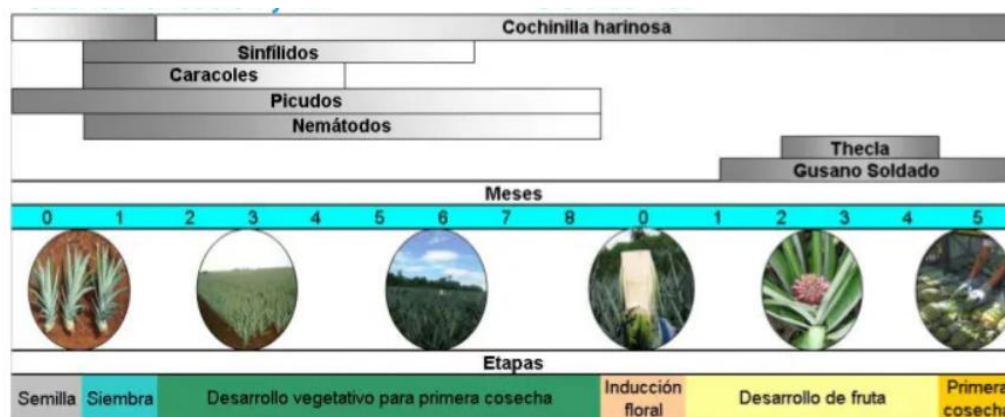 Cochinilla harinosa
Sinfílidos
Caracoles
Picudos
Nemátodos
Thecla
Gusano Soldado
Meses
0 1 2 3 4 5 6 7 8 0 1 2 3 4 5
Etapas
Semilla Siembra Desarrollo vegetativo para primera cosecha Inducción floral Desarrollo de fruta Primera cosecha